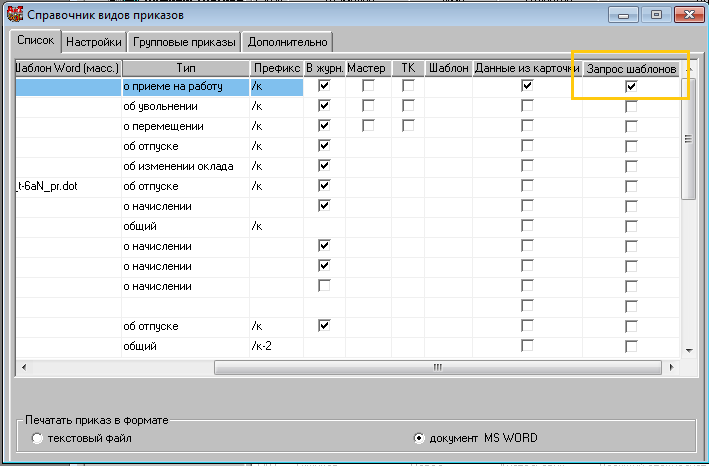 Справочник видов приказов
Список Настройки Групповые приказы Дополнительно
Шаблон Word (масс.) Тип Префикс В журн. Мастер ТК Шаблон Данные из карточки Запрос шаблонов
о приеме на работу /к
об увольнении /к
о перемещении /к
об отпуске /к
об изменении оклада /к
_t-6aN_pr.dot об отпуске /к
о начислении /к
общий /к
о начислении
о начислении
о начислении
об отпуске /к
общий /к-2
Печатать приказ в формате
текстовый файл документ MS WORD